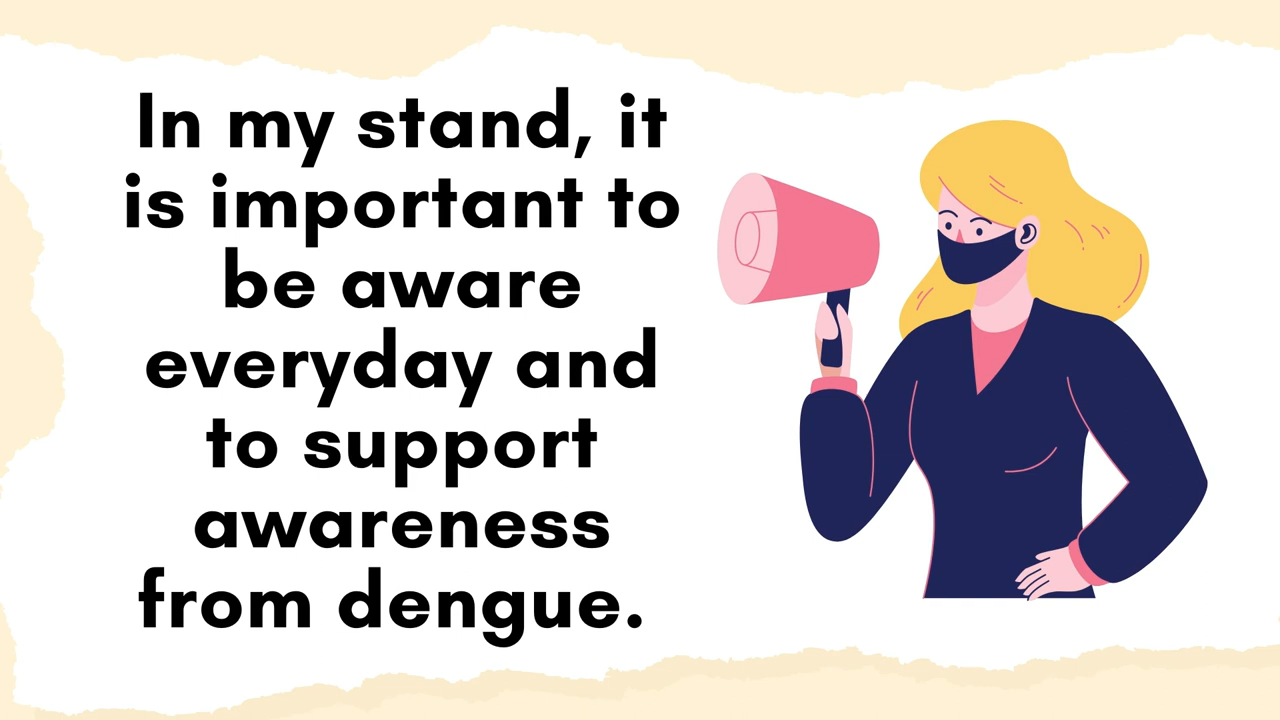 In my stand, it
is important to
be aware
everyday and
to support
awareness
from dengue.